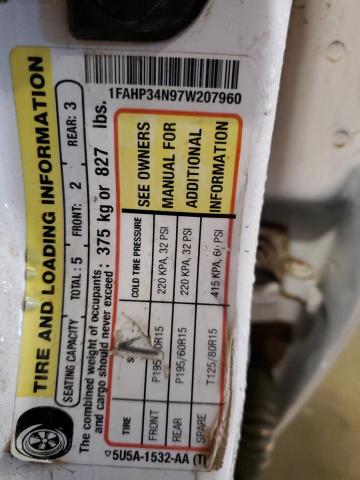 1FAHP34N97W207960
TIRE AND LOADING INFORMATION
SEATING CAPACITY TOTAL: 5 FRONT: 2 REAR: 3
The combined weight of occupants
and cargo should never exceed: 375 kg or 827 lbs.
TIRE COLD TIRE PRESSURE SEE OWNERS
FRONT 220 KPA, 32 PSI MANUAL FOR
REAR P195/60R15 220 KPA, 32 PSI ADDITIONAL
SPARE T125/80R15 415 KPA, INFORMATION
5U5A-1532-AA